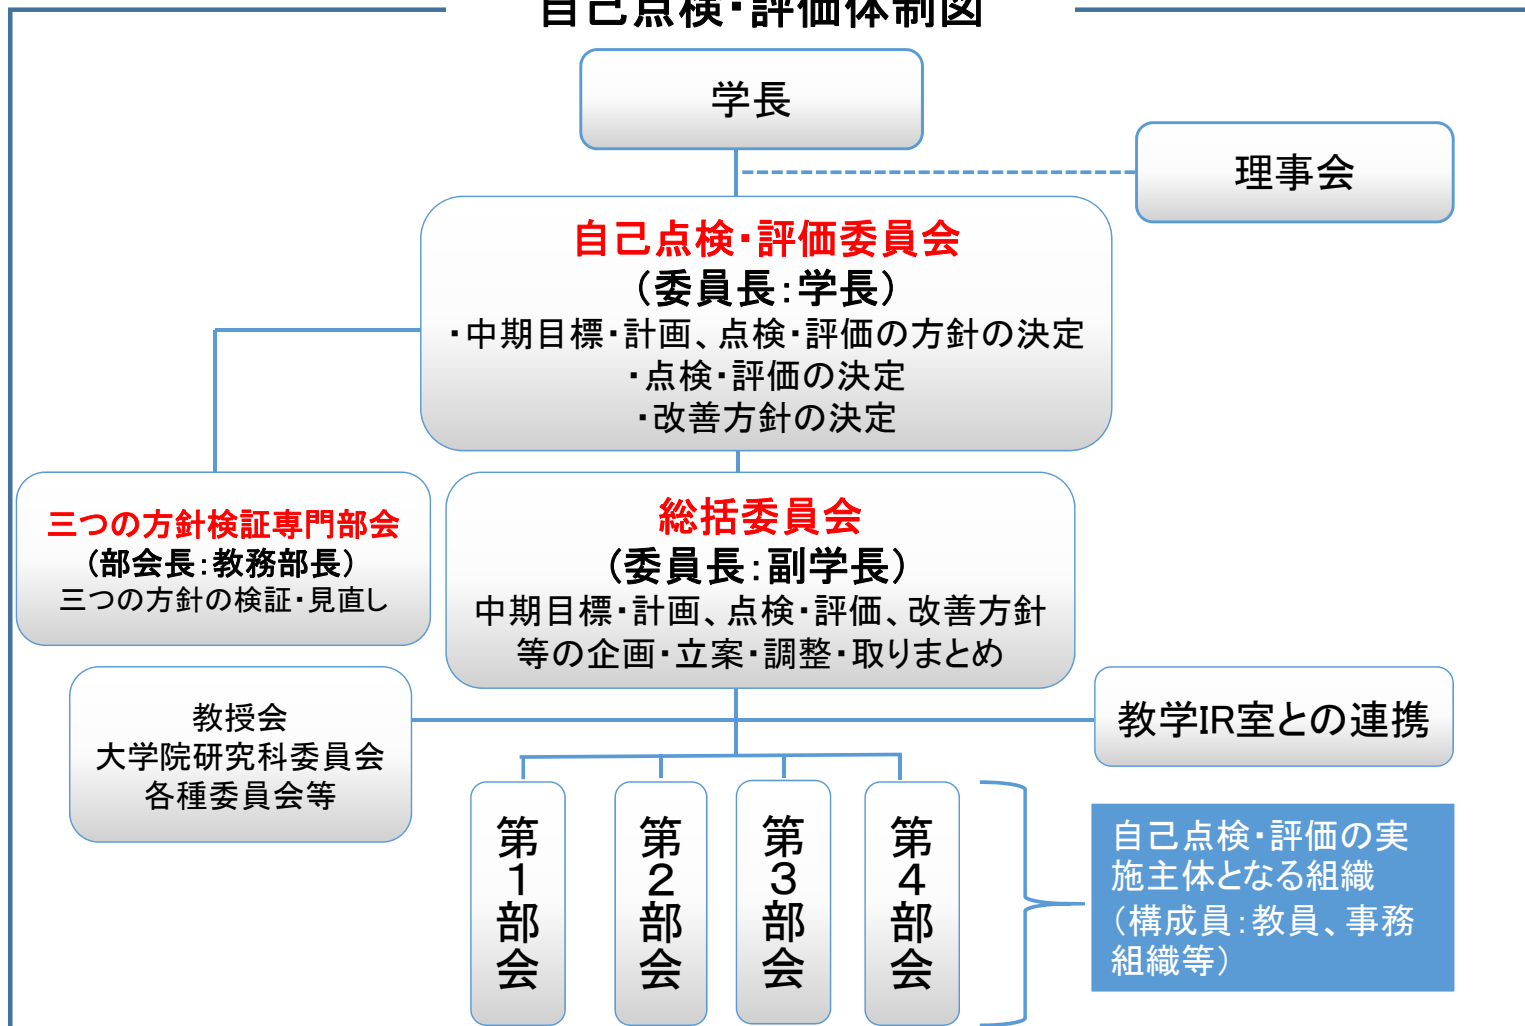 自己点検・評価体制図
学長
理事会
自己点検・評価委員会
（委員長：学長）
・中期目標・計画、点検・評価の方針の決定
・点検・評価の決定
・改善方針の決定
三つの方針検証専門部会
（部会長：教務部長）
三つの方針の検証・見直し
総括委員会
（委員長：副学長）
中期目標・計画、点検・評価、改善方針
等の企画・立案・調整・取りまとめ
教授会
大学院研究科委員会
各種委員会等
教学IR室との連携
第１部会
第２部会
第３部会
第４部会
自己点検・評価の実
施主体となる組織
（構成員：教員、事務
組織等）